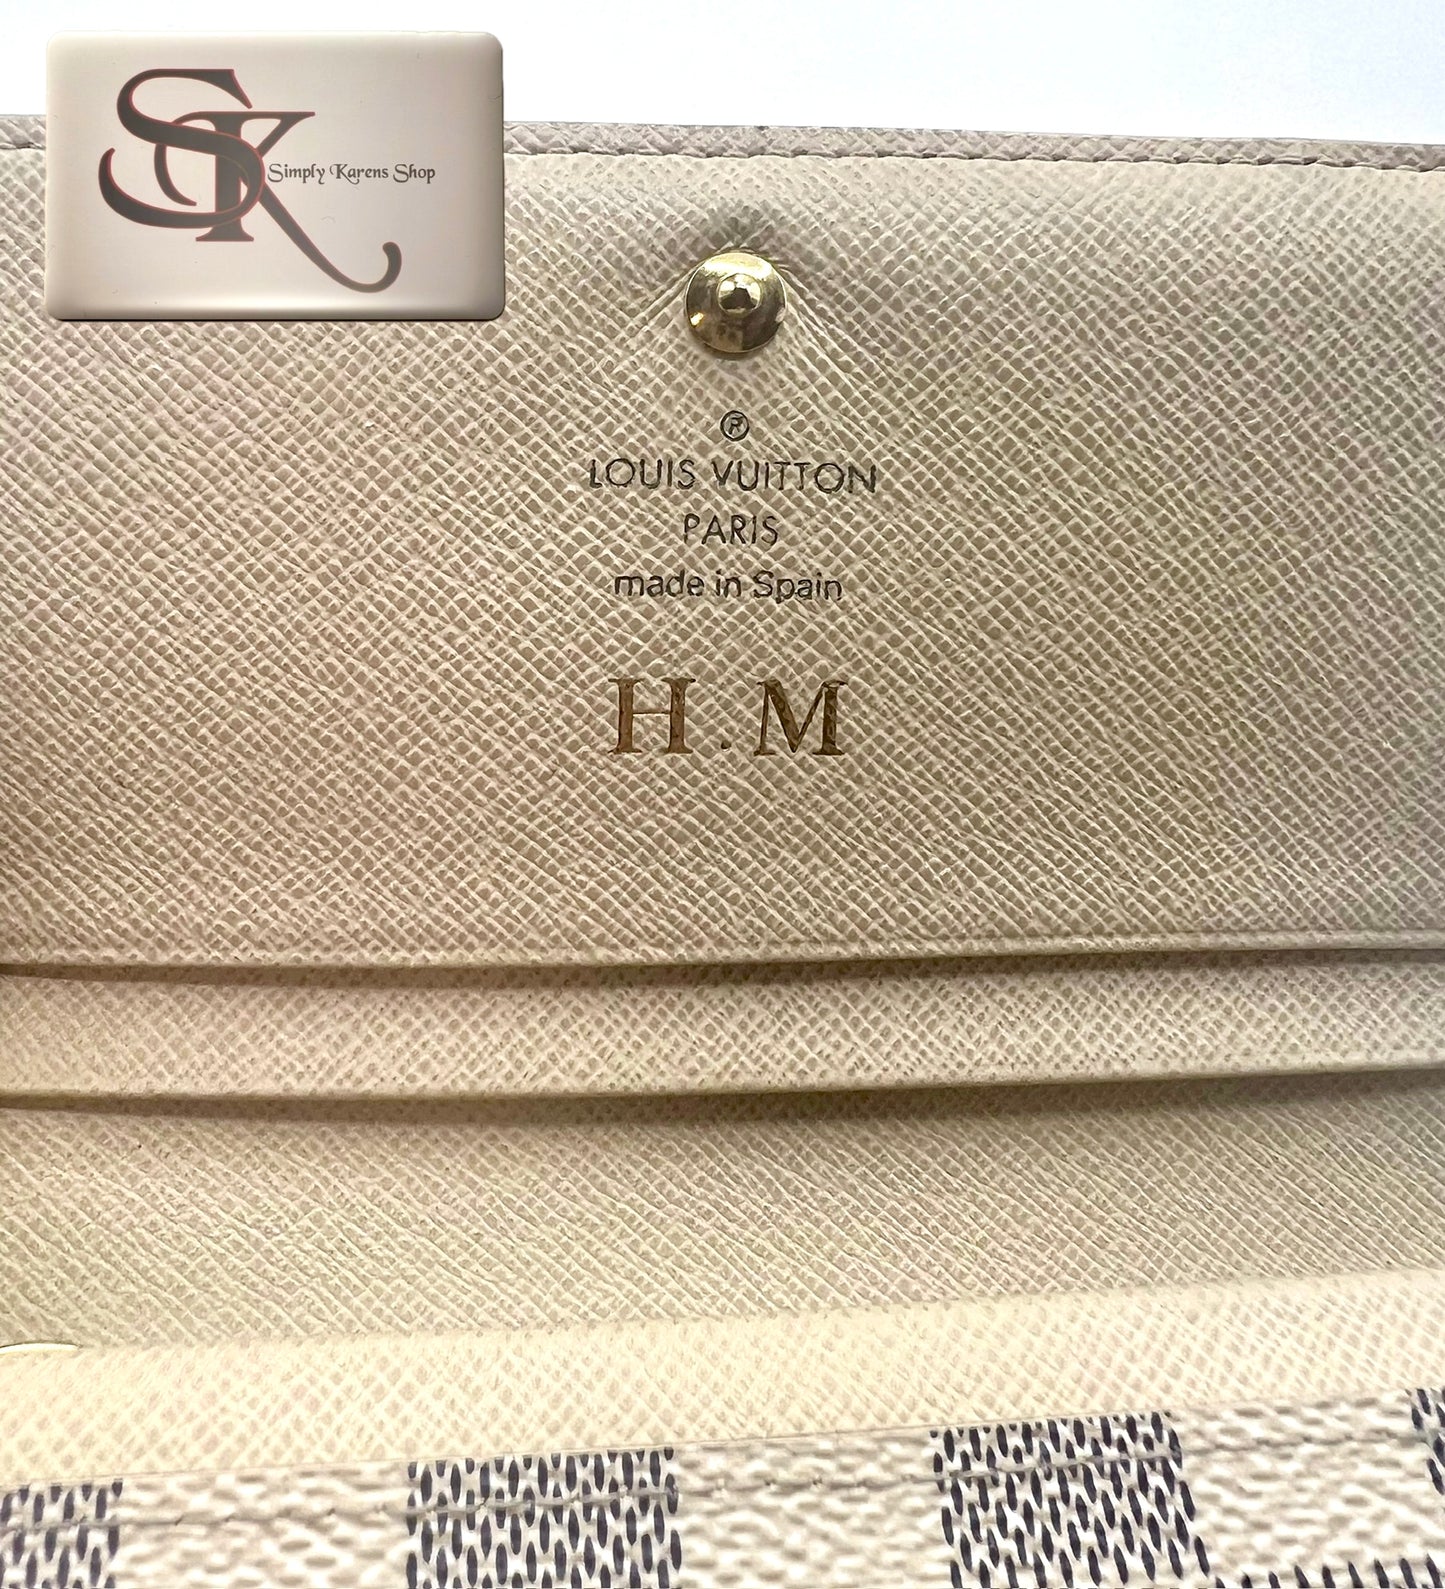 SK
Simply Karens Shop
®
LOUIS VUITTON
PARIS
made in Spain
H.M